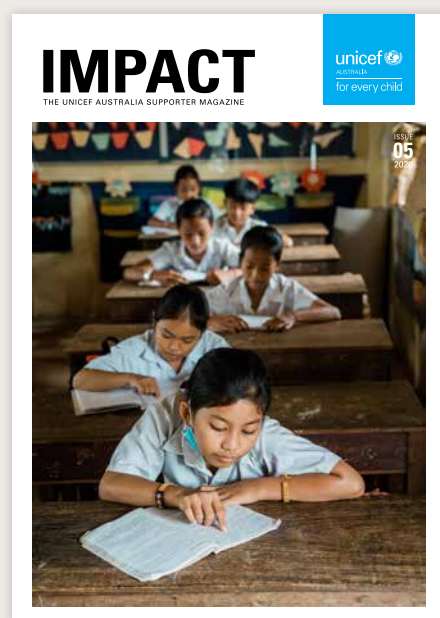 IMPACT
THE UNICEF AUSTRALIA SUPPORTER MAGAZINE
unicef
AUSTRALIA
for every child
ISSUE
05